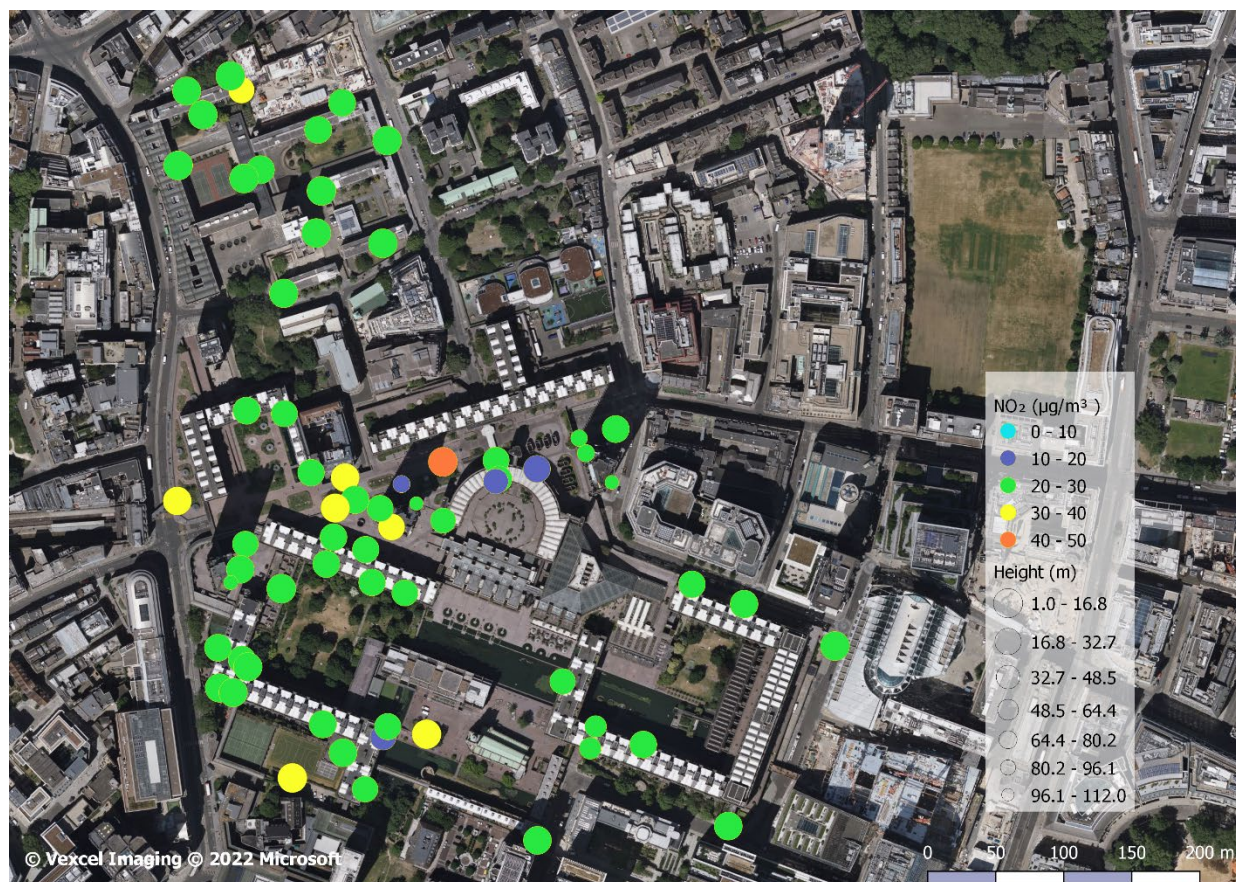 NO₂ (µg/m³ )
0 - 10
10 - 20
20 - 30
30 - 40
40 - 50
Height (m)
1.0 - 16.8
16.8 - 32.7
32.7 - 48.5
48.5 - 64.4
64.4 - 80.2
80.2 - 96.1
96.1 - 112.0
© Vexcel Imaging © 2022 Microsoft
0 50 100 150 200 m